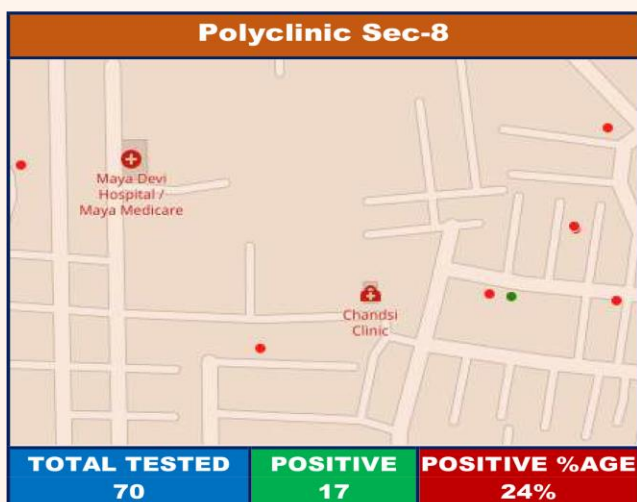 Polyclinic Sec-8
Maya Devi
Hospital /
Maya Medicare
Chandsi
Clinic
TOTAL TESTED
70
POSITIVE
17
POSITIVE %AGE
24%